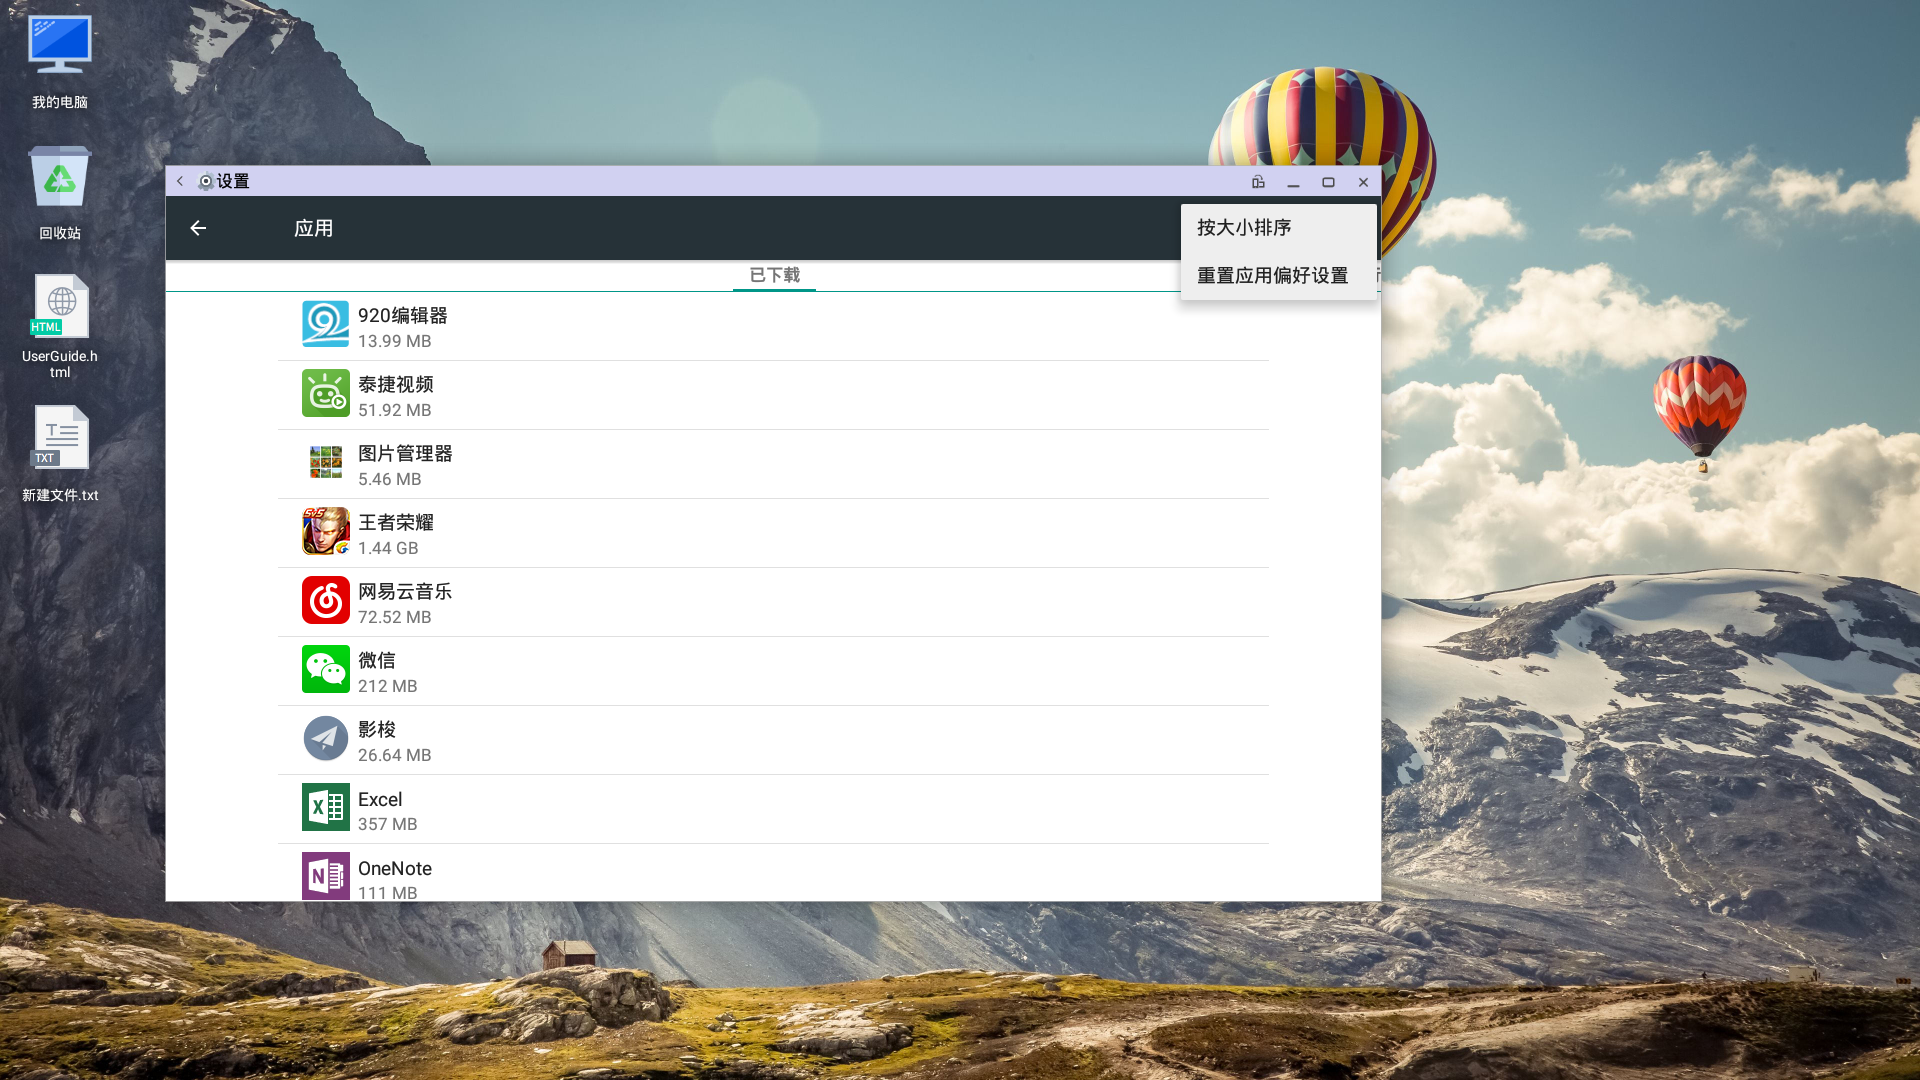 我的电脑
回收站
HTML
UserGuide.h
tml
TXT
新建文件.txt
设置
应用
按大小排序
重置应用偏好设置
已下载
920编辑器
13.99 MB
泰捷视频
51.92 MB
图片管理器
5.46 MB
5v5
王者荣耀
1.44 GB
网易云音乐
72.52 MB
微信
212 MB
影梭
26.64 MB
Excel
357 MB
OneNote
111 MB